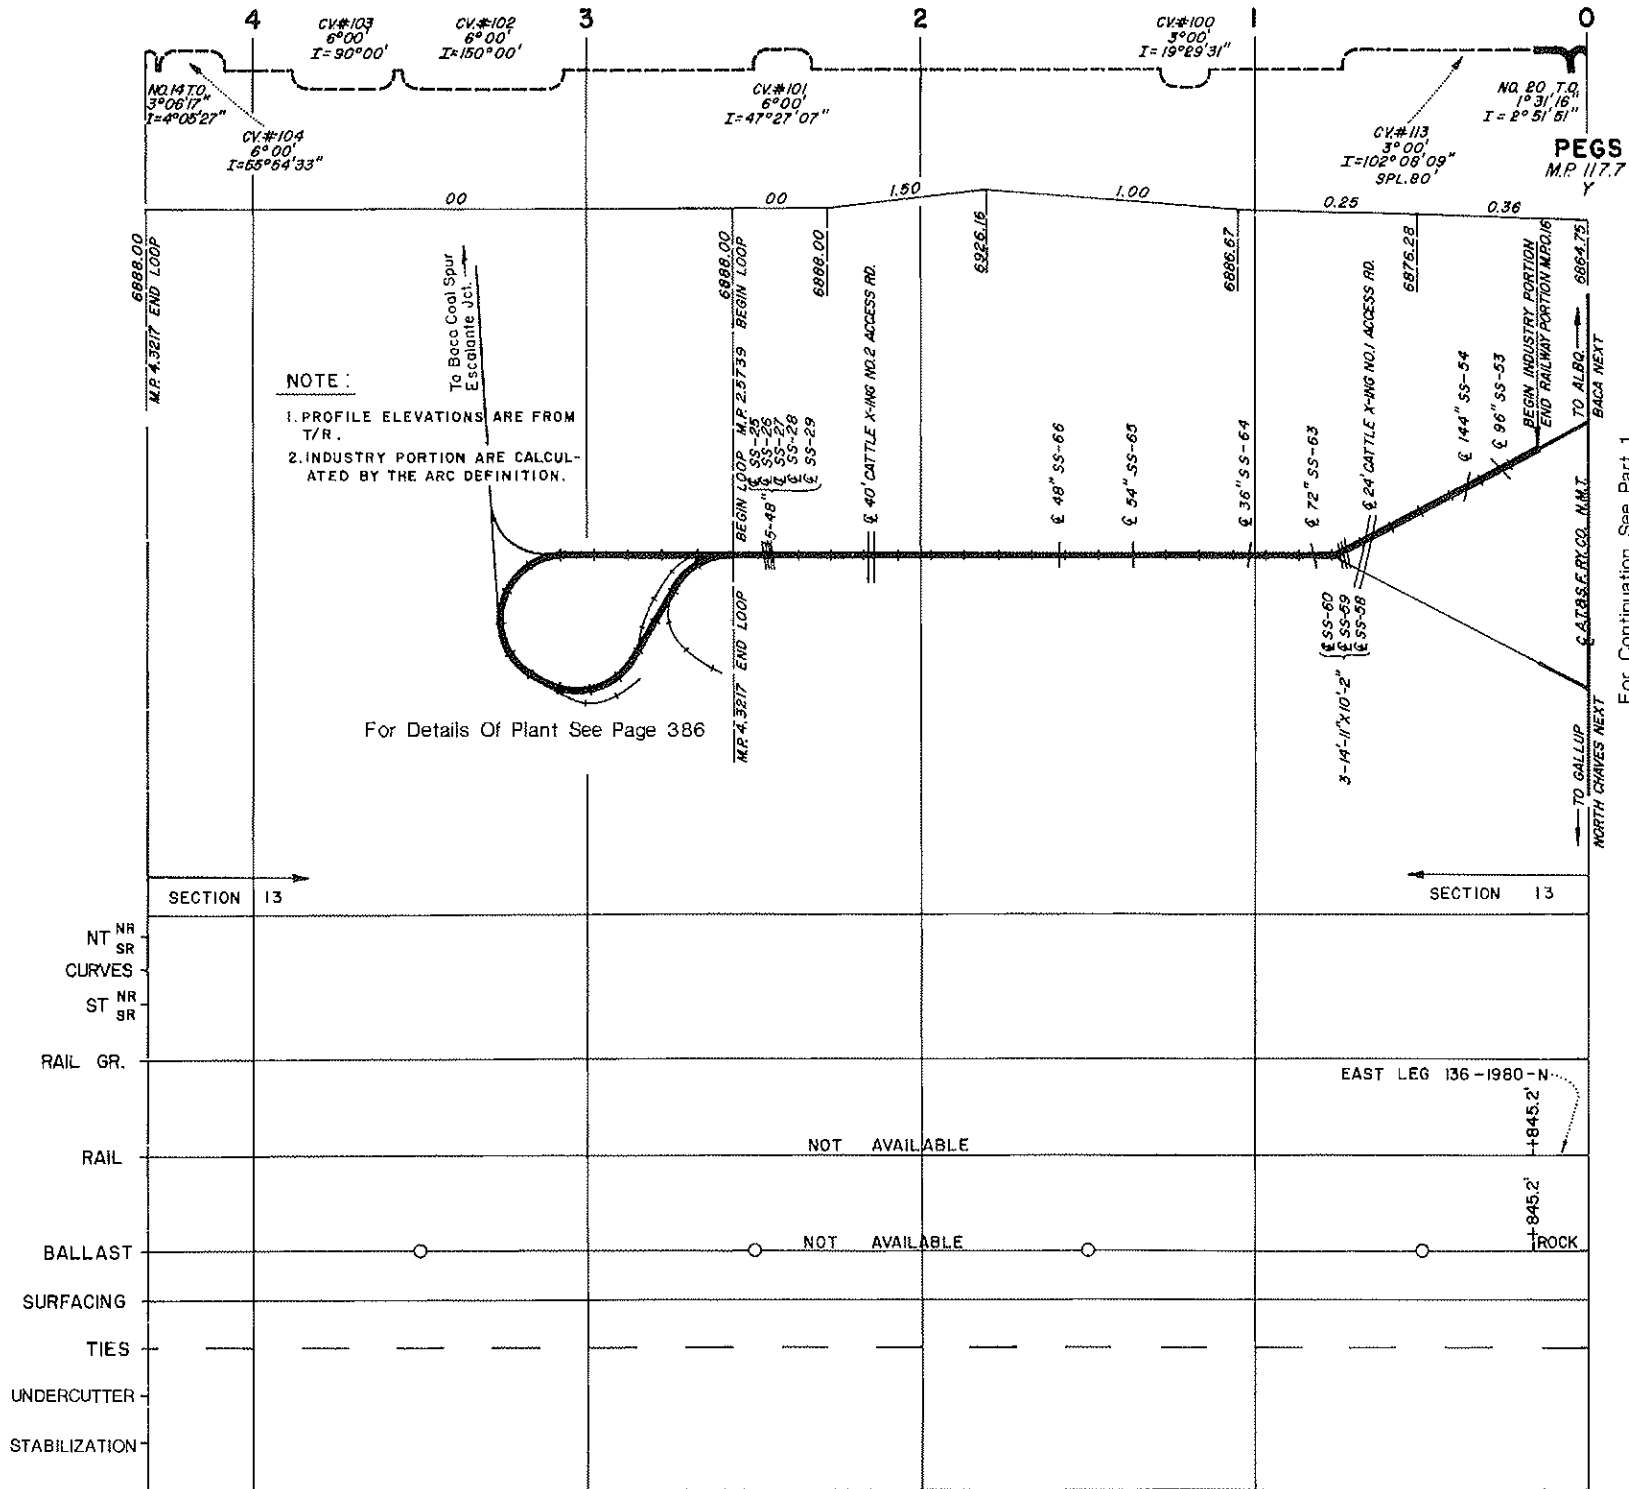 4
3
2
1
0
CV.#103
6°00'
I=90°00'
CV.#102
6°00'
I=150°00'
CV.#100
3°00'
I=19°29'31"
NO.14 T.O.
3°06'17"
I=4°05'27"
CV.#104
6°00'
I=65°54'33"
CV.#101
6°00'
I=47°27'07"
CV.#113
3°00'
I=102°08'09"
SPL.80'
NO. 20 T.O.
1°31'16"
I=2°51'51"
PEGS
M.P. 117.7
Y
00
00
1.50
1.00
0.25
0.36
6888.00
M.P. 4.3217 END LOOP
To Baca Coal Spur
Escalante Jct.
6888.00
M.P. 2.5739 BEGIN LOOP
BEGIN LOOP
6888.00
6926.16
6886.67
6876.28
6864.75
NOTE:
1. PROFILE ELEVATIONS ARE FROM
T/R.
2. INDUSTRY PORTION ARE CALCUL-
ATED BY THE ARC DEFINITION.
5-48"
℄ SS-25
℄ SS-26
℄ SS-27
℄ SS-28
℄ SS-29
℄ 40' CATTLE X-ING NO.2 ACCESS RD.
℄ 48" SS-66
℄ 54" SS-65
℄ 36" SS-64
℄ 72" SS-63
℄ 24' CATTLE X-ING NO.1 ACCESS RD.
℄ 144" SS-54
℄ 96" SS-53
BEGIN INDUSTRY PORTION
END RAILWAY PORTION M.P.0.16
TO ALBQ.
BACA NEXT
℄ A.T.&S.F. RY. CO. N.M.T.
For Continuation See Part 1
3-14'-11"X10'-2"
℄ SS-60
℄ SS-59
℄ SS-58
M.P. 4.3217 END LOOP
For Details Of Plant See Page 386
TO GALLUP
NORTH CHAVES NEXT
SECTION 13
SECTION 13
NT NR
SR
CURVES
ST NR
SR
RAIL GR.
EAST LEG 136-1980-N
+845.2'
RAIL
NOT AVAILABLE
+845.2'
BALLAST
NOT AVAILABLE
ROCK
SURFACING
TIES
UNDERCUTTER
STABILIZATION